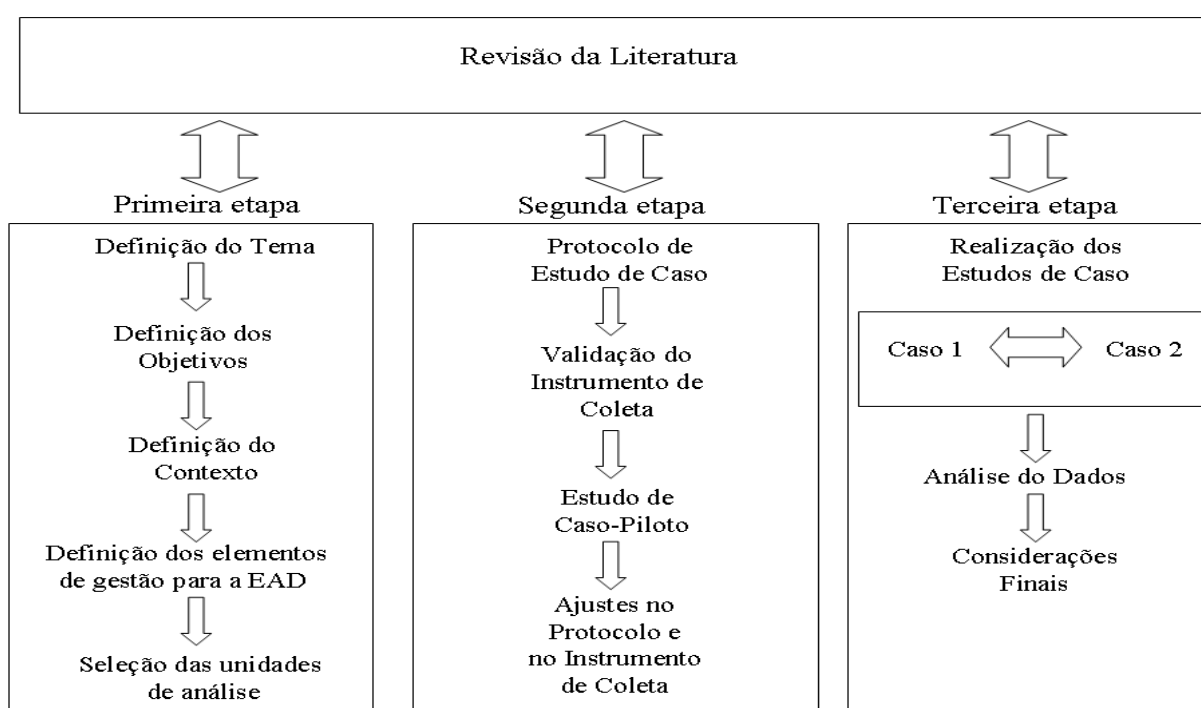 Revisão da Literatura
Primeira etapa
Definição do Tema
Definição dos
Objetivos
Definição do
Contexto
Definição dos elementos
de gestão para a EAD
Seleção das unidades
de análise
Segunda etapa
Protocolo de
Estudo de Caso
Validação do
Instrumento de
Coleta
Estudo de
Caso-Piloto
Ajustes no
Protocolo e
no Instrumento
de Coleta
Terceira etapa
Realização dos
Estudos de Caso
Caso 1 Caso 2
Análise do Dados
Considerações
Finais